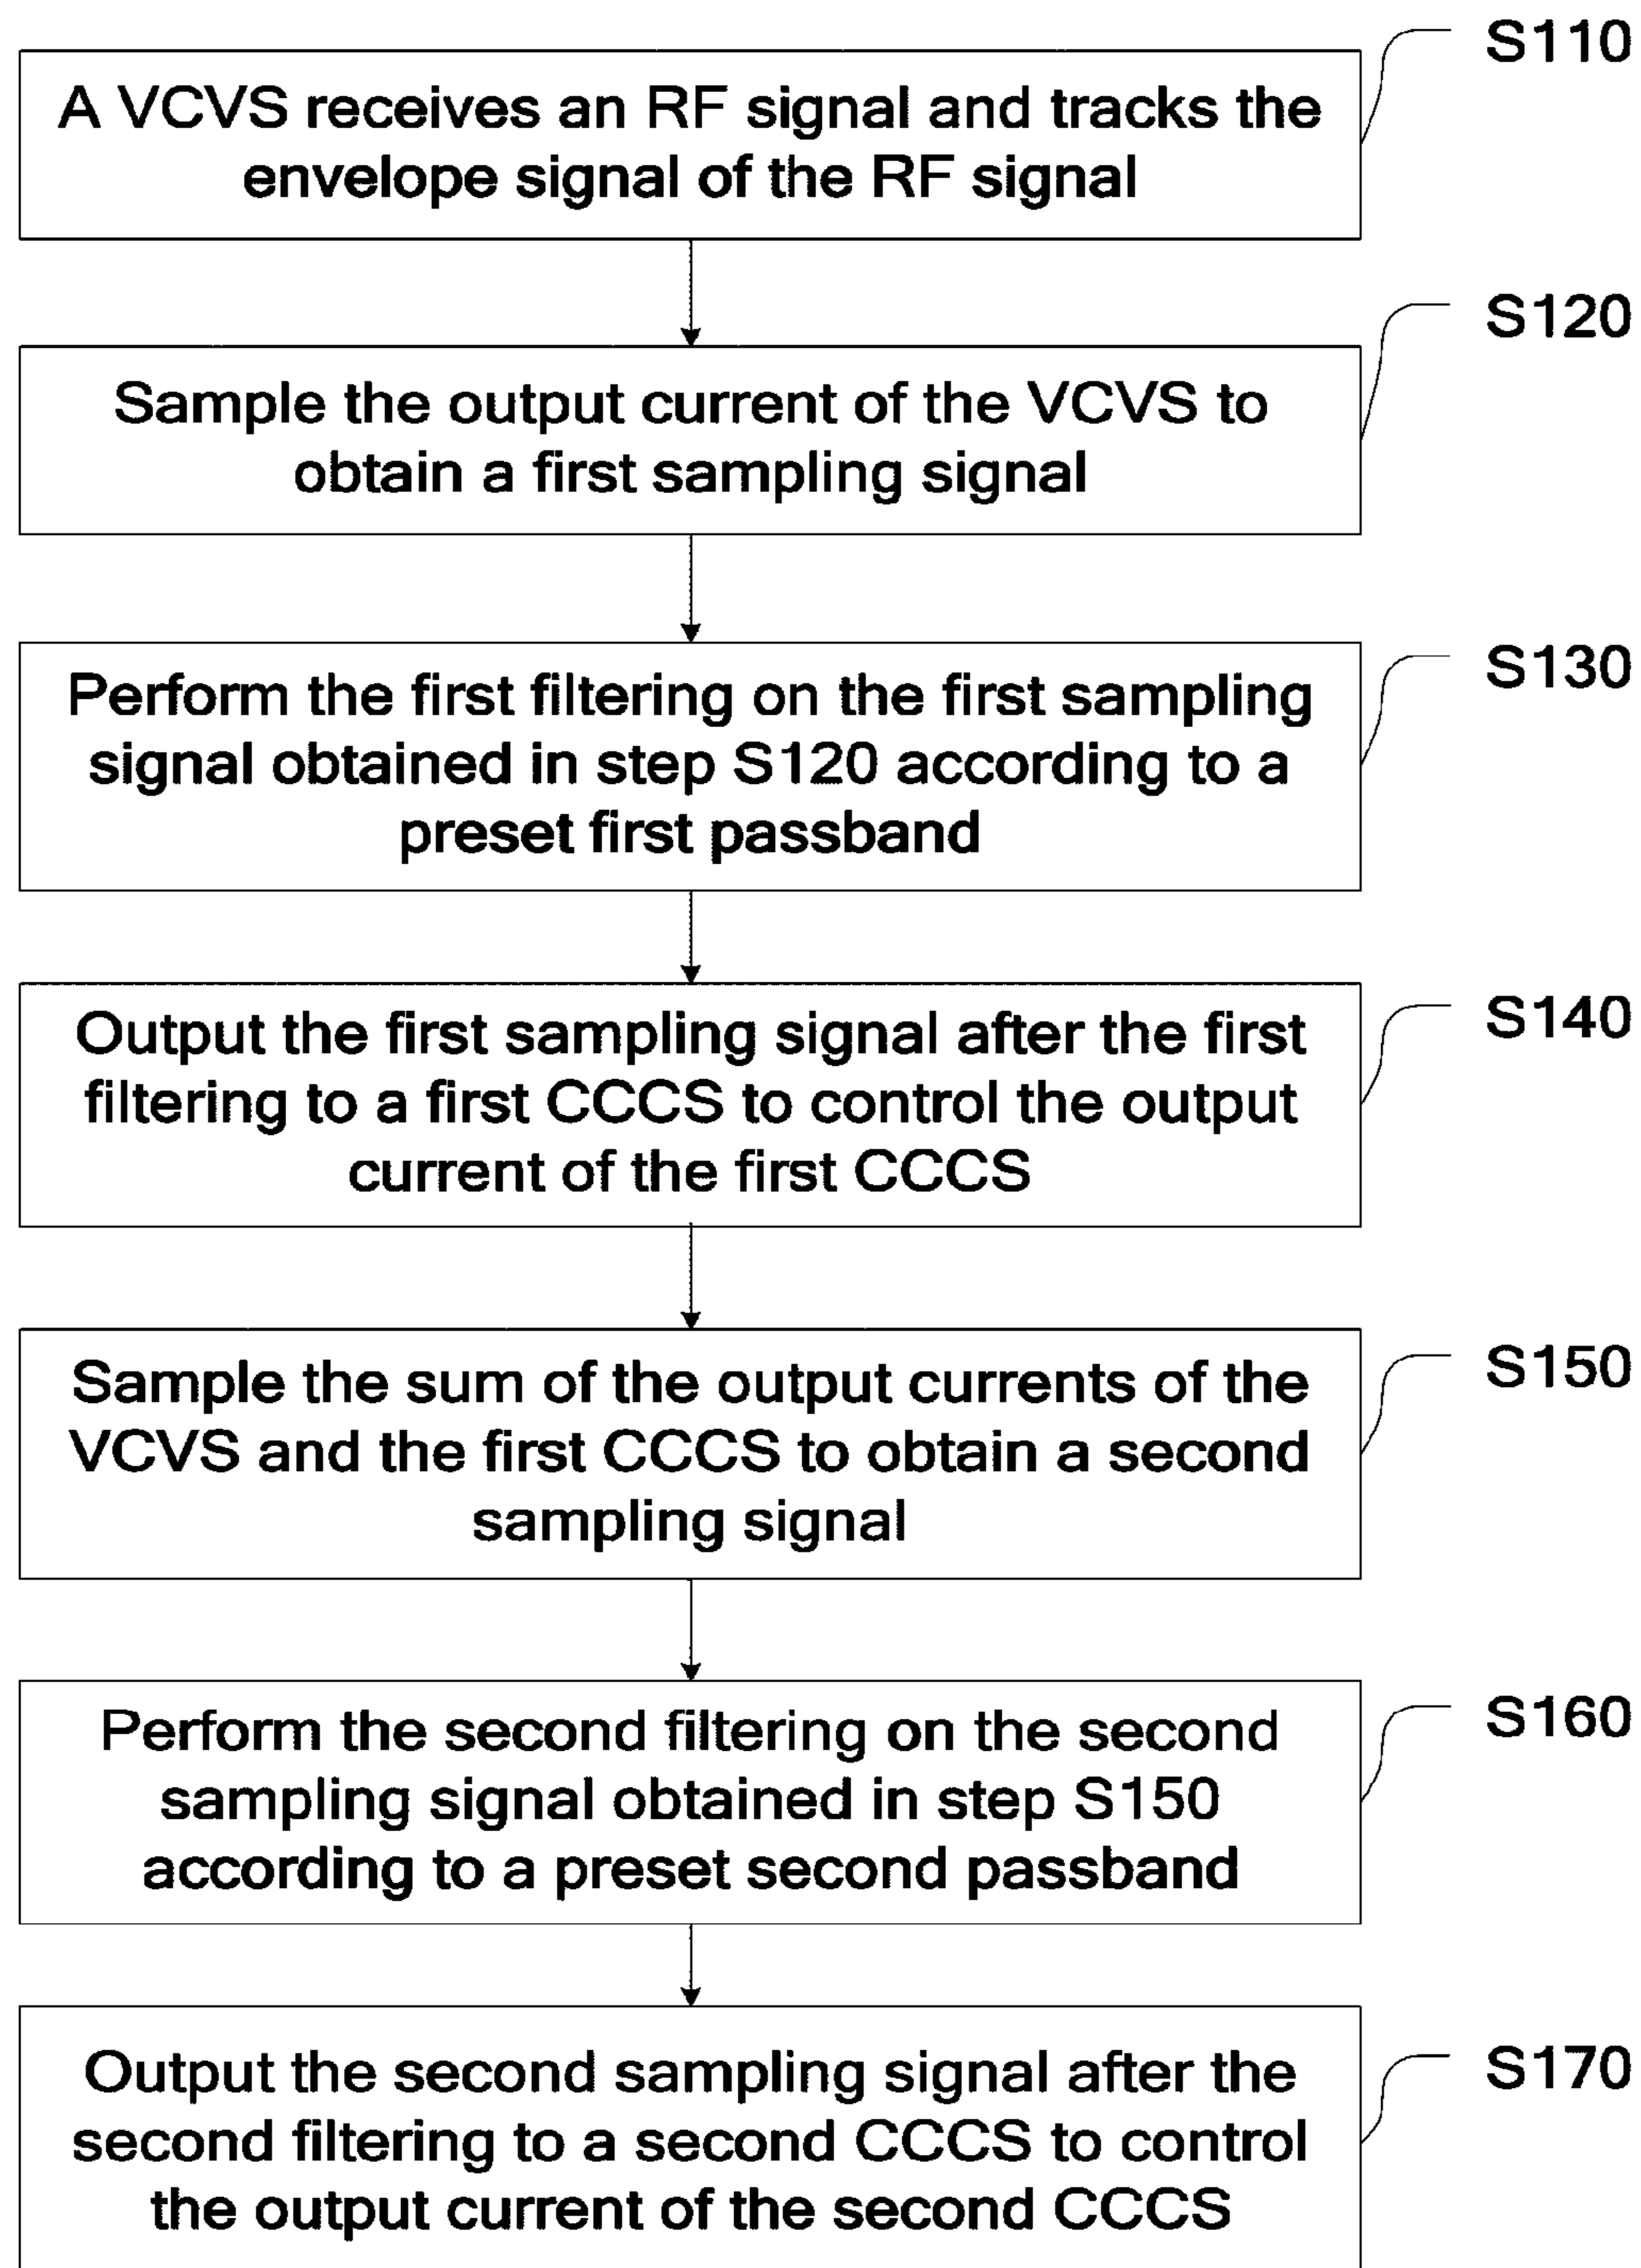 S110
A VCVS receives an RF signal and tracks the
envelope signal of the RF signal
S120
Sample the output current of the VCVS to
obtain a first sampling signal
S130
Perform the first filtering on the first sampling
signal obtained in step S120 according to a
preset first passband
S140
Output the first sampling signal after the first
filtering to a first CCCS to control the output
current of the first CCCS
S150
Sample the sum of the output currents of the
VCVS and the first CCCS to obtain a second
sampling signal
S160
Perform the second filtering on the second
sampling signal obtained in step S150
according to a preset second passband
S170
Output the second sampling signal after the
second filtering to a second CCCS to control
the output current of the second CCCS